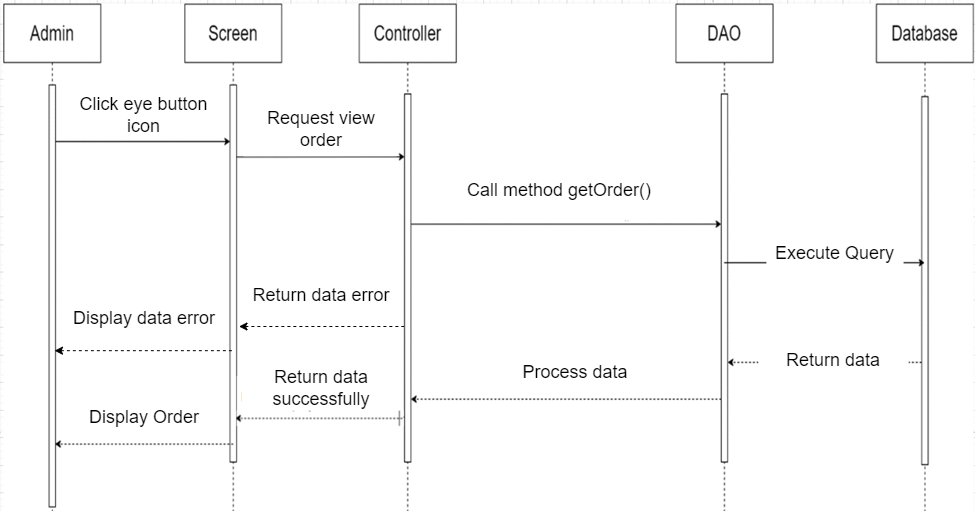 Admin
Screen
Controller
DAO
Database
Click eye button
icon
Request view
order
Call method getOrder()
Execute Query
Return data error
Display data error
Return data
Process data
Return data
successfully
Display Order